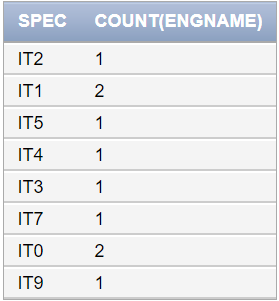 SPEC COUNT(ENGNAME)
IT2 1
IT1 2
IT5 1
IT4 1
IT3 1
IT7 1
IT0 2
IT9 1